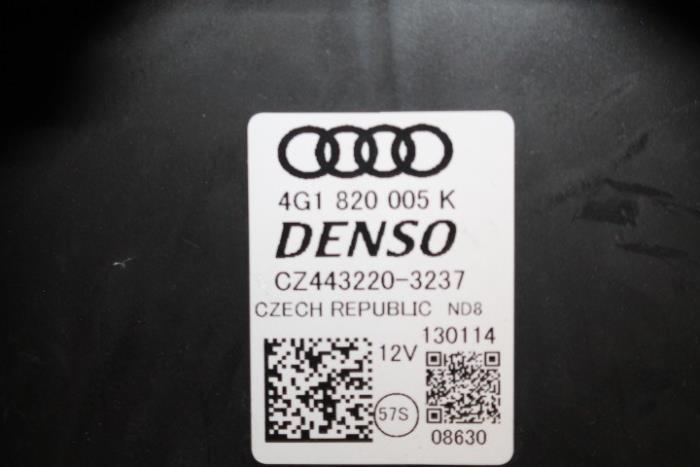 4G1 820 005 K
DENSO
CZ443220-3237
CZECH REPUBLIC ND8
130114
12V
57S
08630